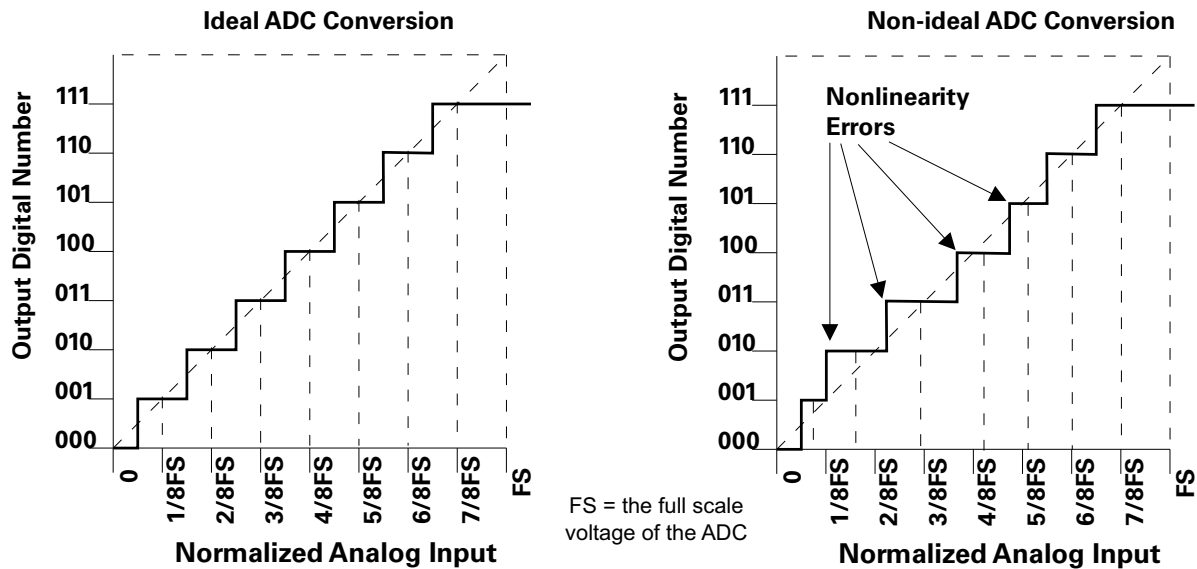 Ideal ADC Conversion
Output Digital Number
111
110
101
100
011
010
001
000
0
1/8FS
2/8FS
3/8FS
4/8FS
5/8FS
6/8FS
7/8FS
FS
Normalized Analog Input
FS = the full scale
voltage of the ADC
Non-ideal ADC Conversion
Output Digital Number
111
110
101
100
011
010
001
000
Nonlinearity
Errors
0
1/8FS
2/8FS
3/8FS
4/8FS
5/8FS
6/8FS
7/8FS
FS
Normalized Analog Input